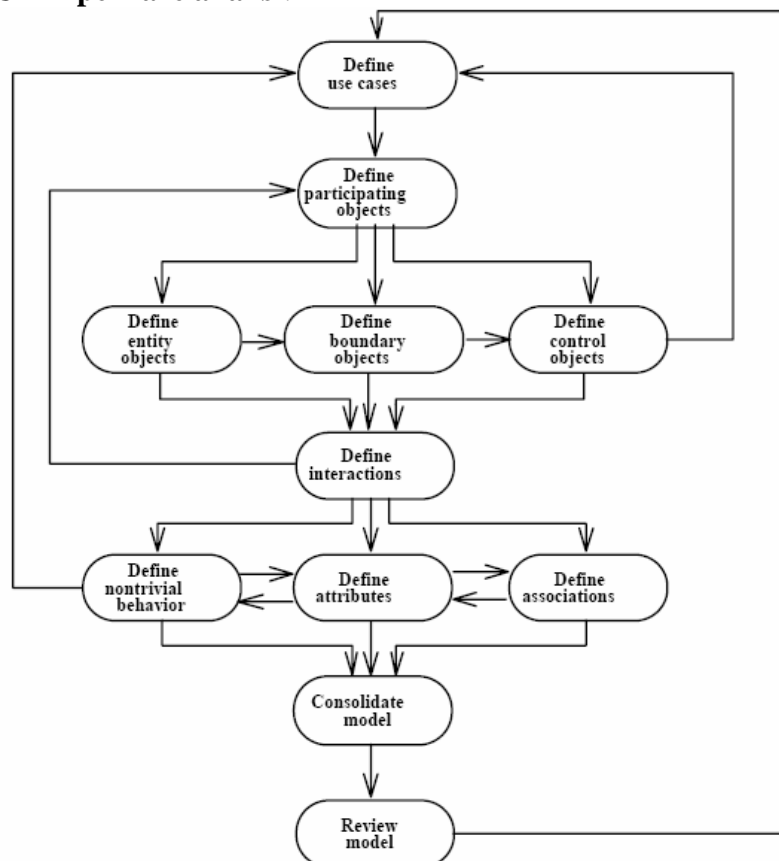 Define
use cases
Define
participating
objects
Define
entity
objects
Define
boundary
objects
Define
control
objects
Define
interactions
Define
nontrivial
behavior
Define
attributes
Define
associations
Consolidate
model
Review
model